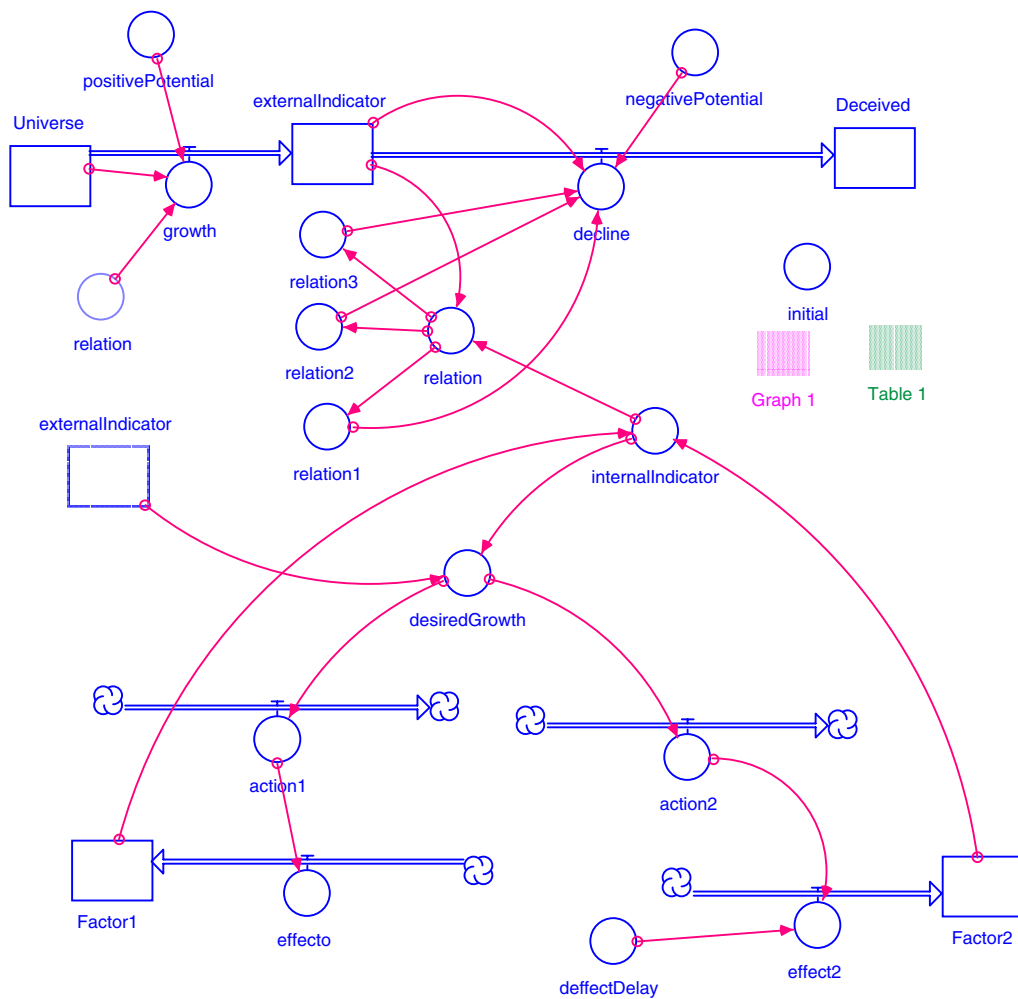 positivePotential
negativePotential
externalIndicator
Deceived
Universe
growth
decline
relation3
initial
relation
relation2
relation
Graph 1
Table 1
externalIndicator
relation1
internalIndicator
desiredGrowth
action1
action2
Factor1
effecto
Factor2
effect2
deffectDelay